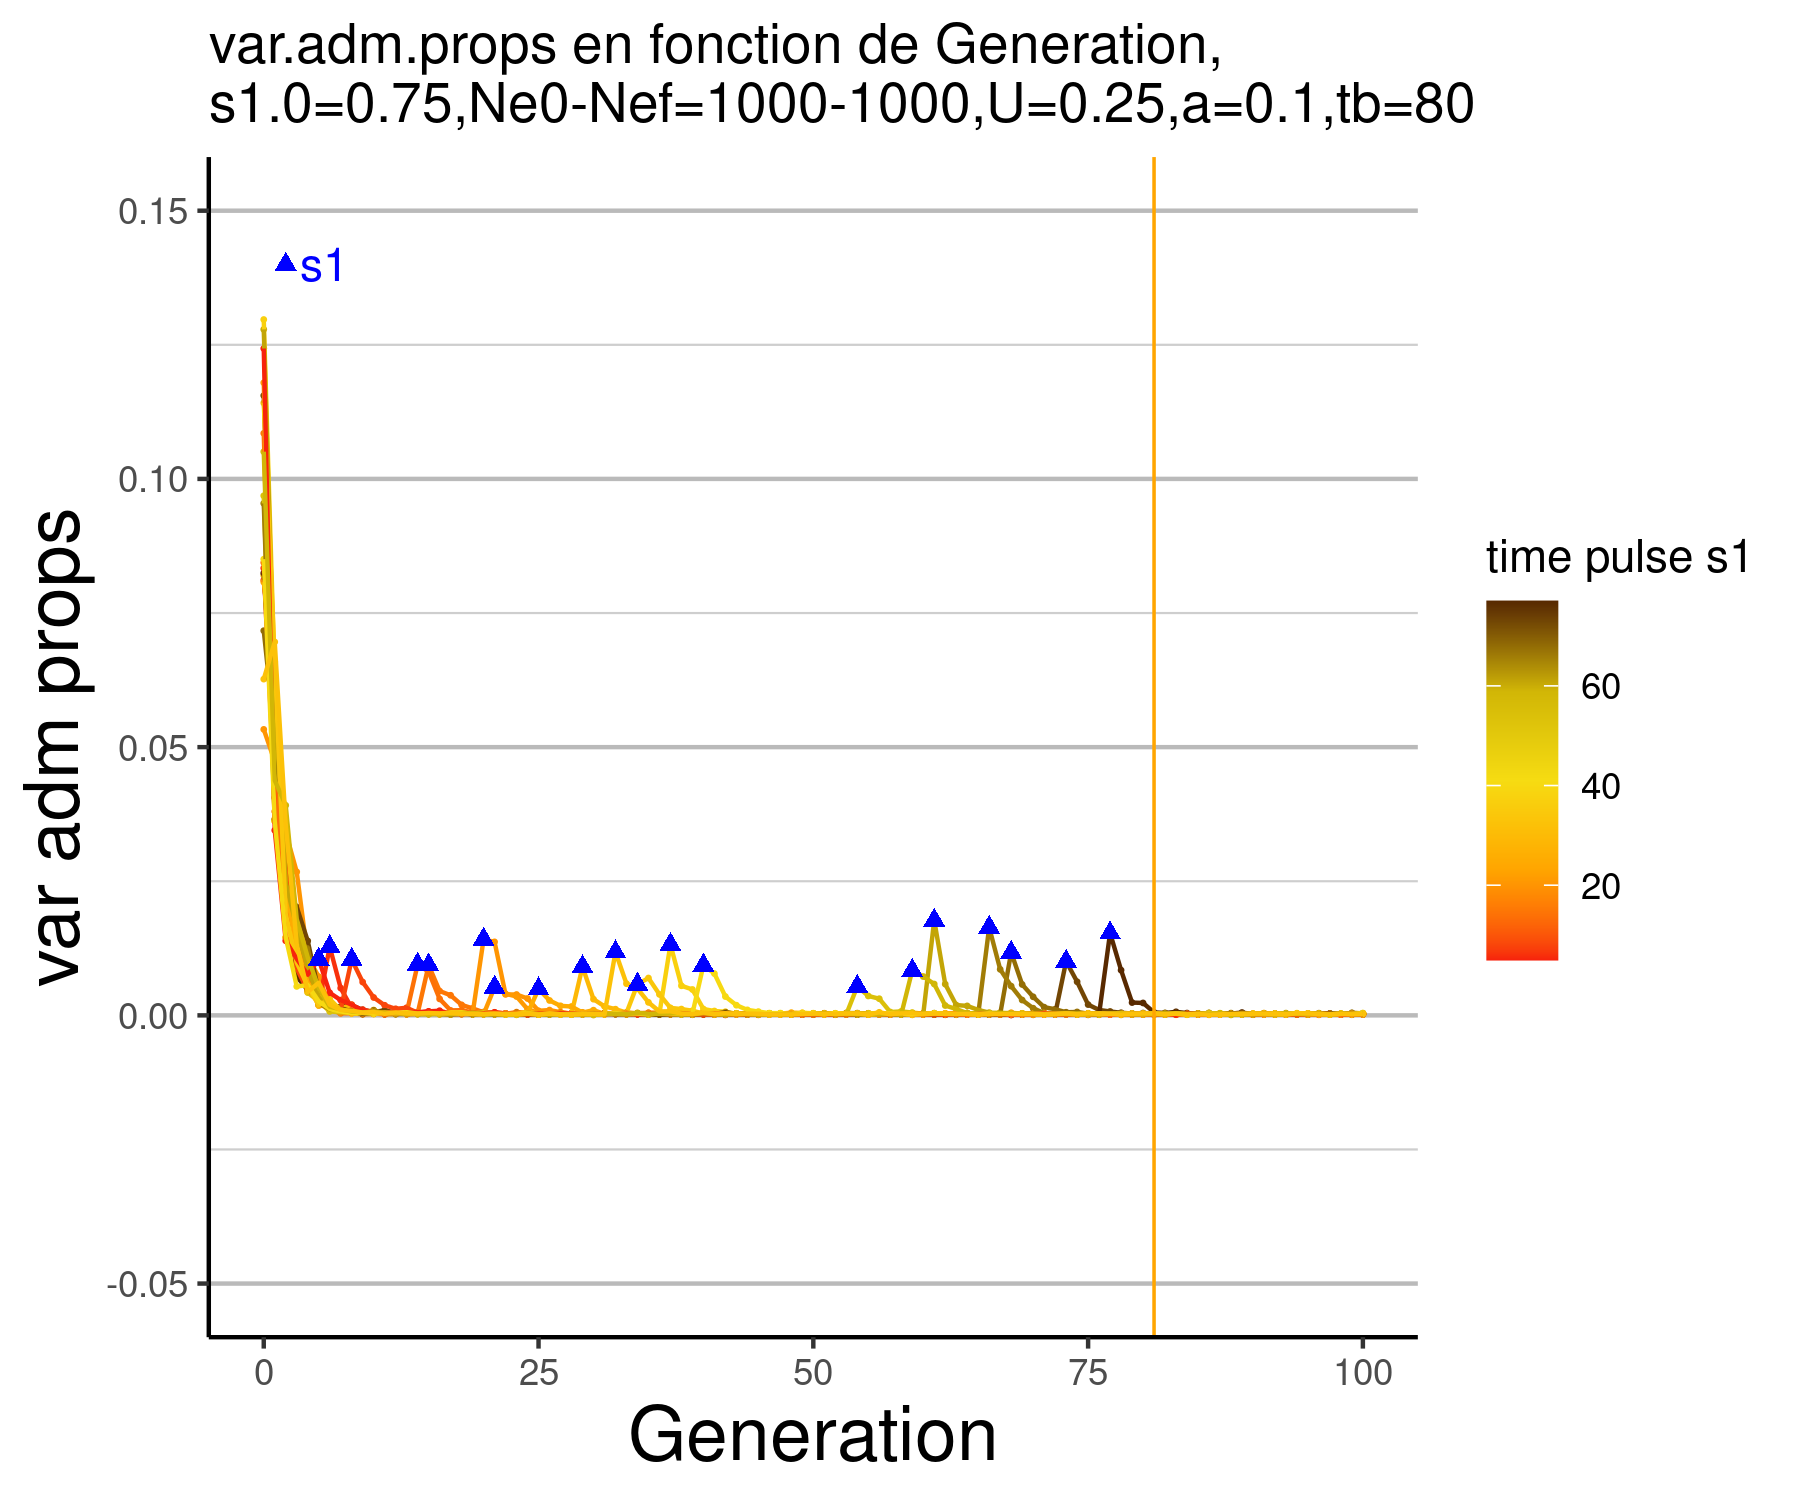 var.adm.props en fonction de Generation,
s1.0=0.75,Ne0-Nef=1000-1000,U=0.25,a=0.1,tb=80
0.15
s1
0.10
0.05
0.00
-0.05
var adm props
0 25 50 75 100
Generation
time pulse s1
60
40
20